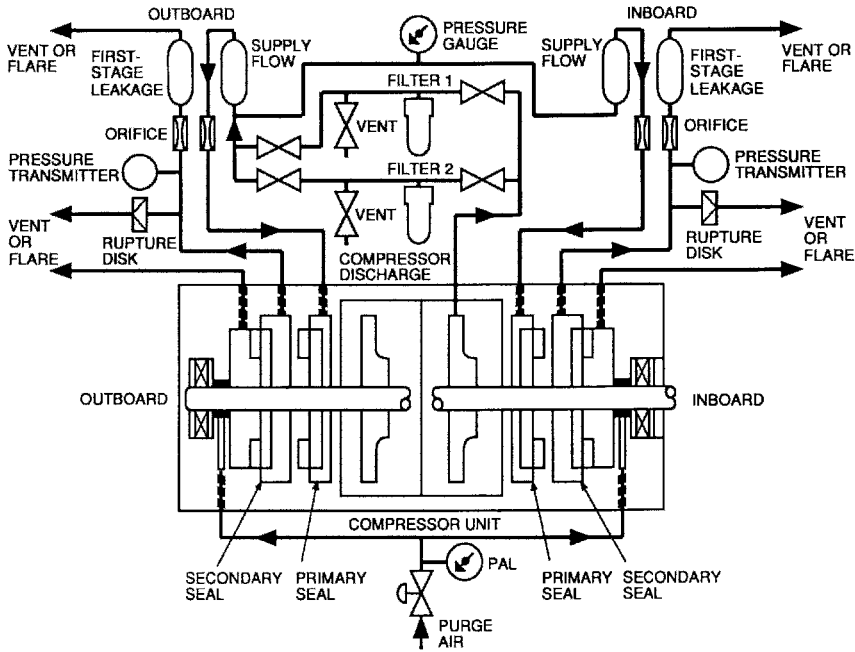 OUTBOARD
INBOARD
VENT OR
FLARE
FIRST-
STAGE
LEAKAGE
SUPPLY
FLOW
PRESSURE
GAUGE
SUPPLY
FLOW
FIRST-
STAGE
LEAKAGE
VENT OR
FLARE
FILTER 1
VENT
ORIFICE
ORIFICE
PRESSURE
TRANSMITTER
FILTER 2
VENT
PRESSURE
TRANSMITTER
VENT
OR
FLARE
RUPTURE
DISK
COMPRESSOR
DISCHARGE
RUPTURE
DISK
VENT
OR
FLARE
OUTBOARD
INBOARD
COMPRESSOR UNIT
SECONDARY
SEAL
PRIMARY
SEAL
PAL
PRIMARY
SEAL
SECONDARY
SEAL
PURGE
AIR